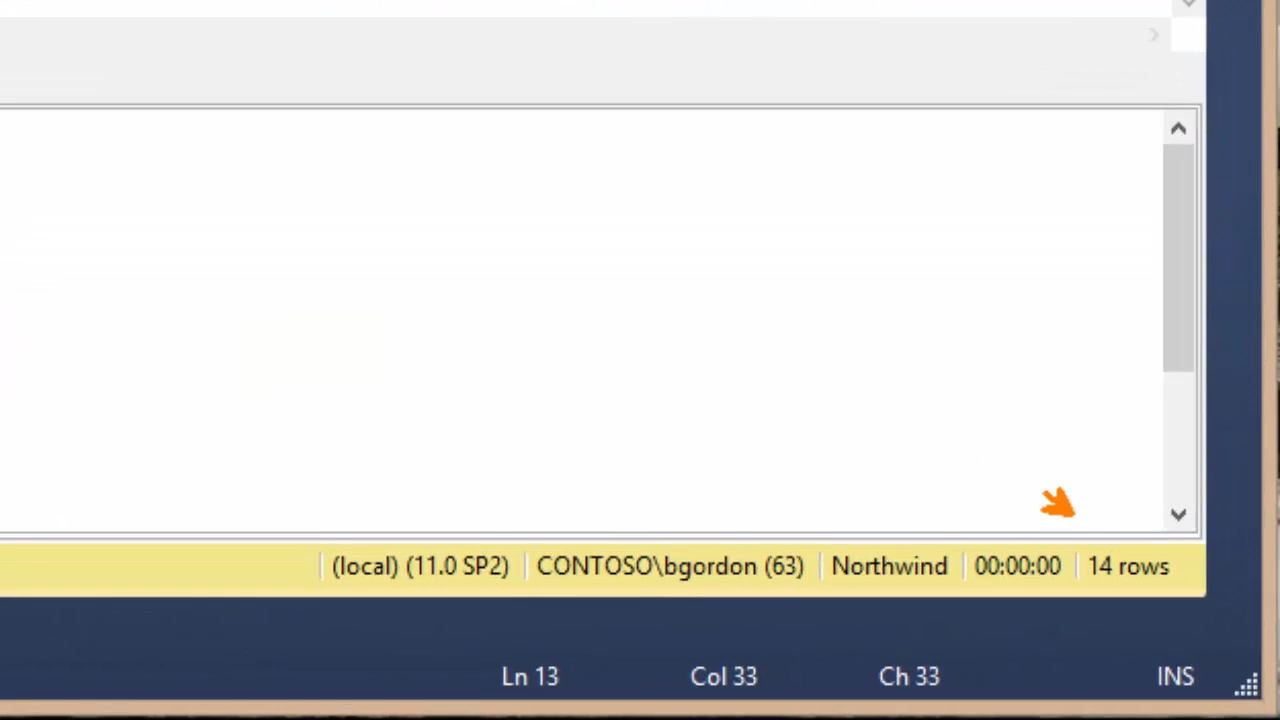 (local) (11.0 SP2) CONTOSO\bgordon (63) Northwind 00:00:00 14 rows
Ln 13 Col 33 Ch 33 INS